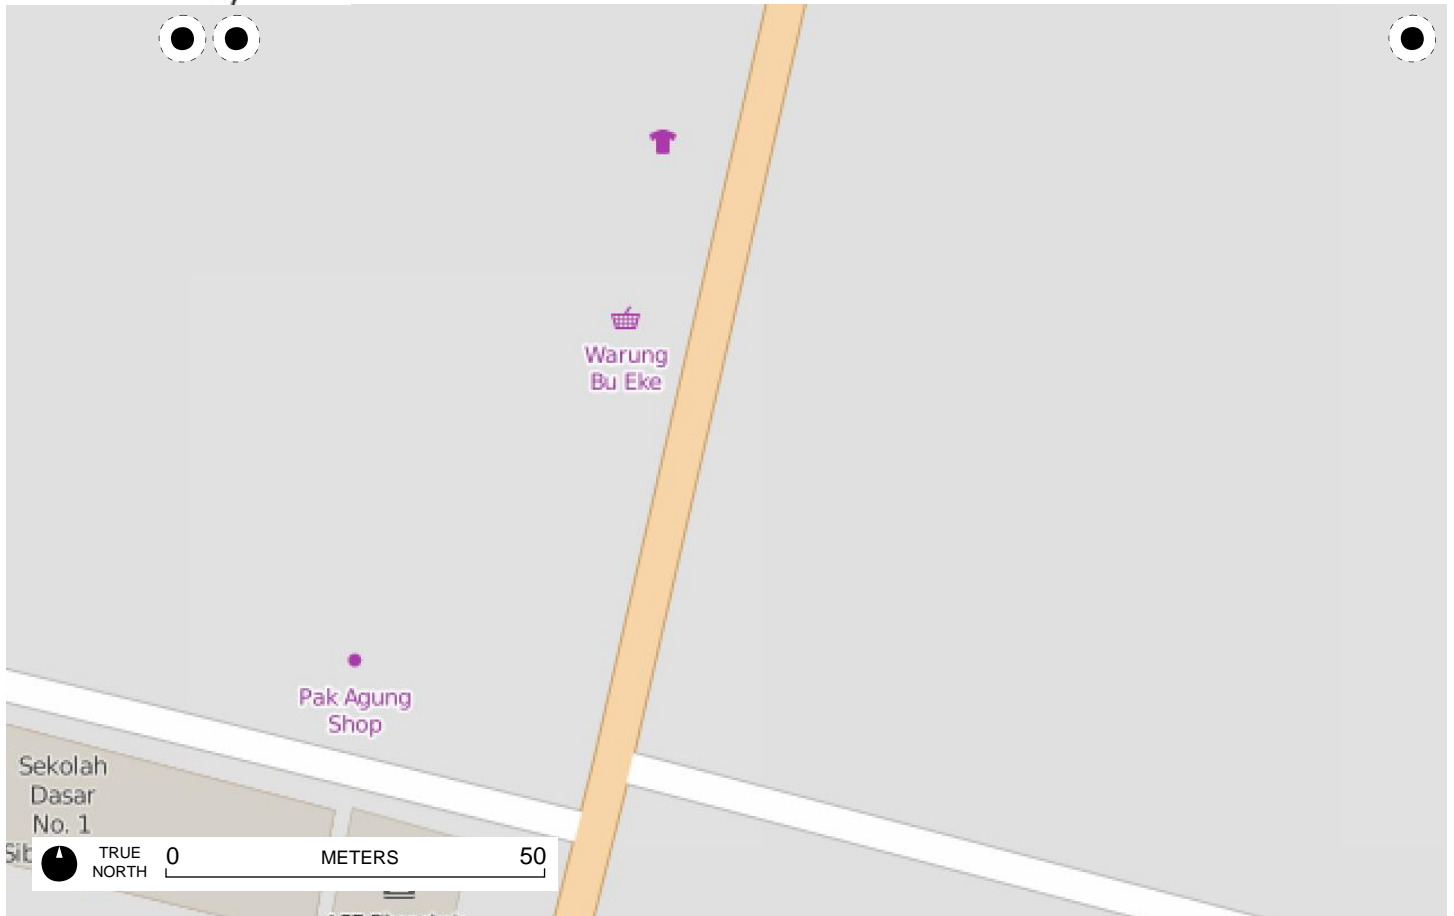 Warung
Bu Eke
Pak Agung
Shop
Sekolah
Dasar
No. 1
TRUE
NORTH
0 METERS 50